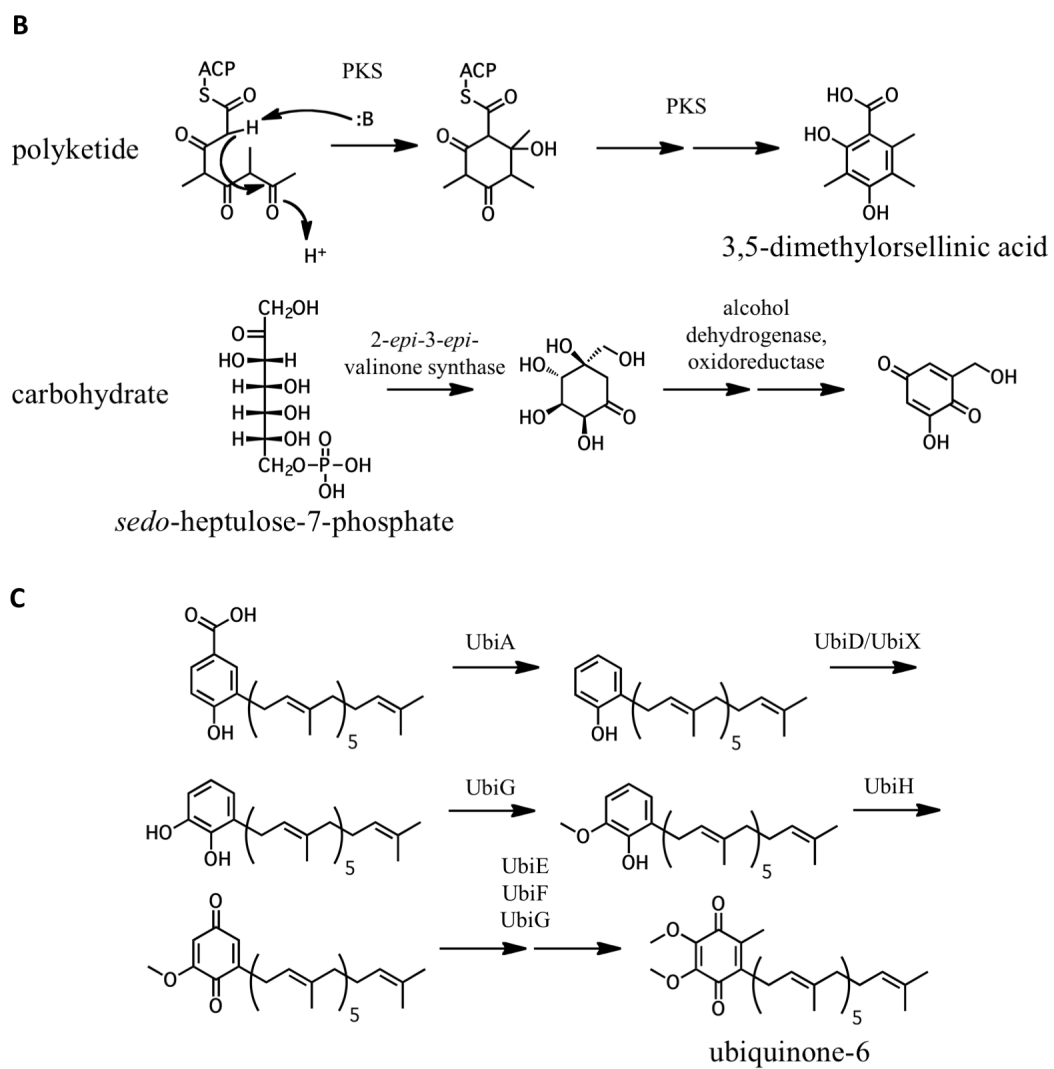 B
polyketide
ACP
S
O
H
O
O
O
:B
H⁺
PKS
ACP
S
O
O
OH
O
PKS
HO
O
HO
OH
3,5-dimethylorsellinic acid
carbohydrate
CH₂OH
O
HO H
H OH
H OH
H OH
CH₂O-P-OH
O
OH
sedo-heptulose-7-phosphate
2-epi-3-epi-
valinone synthase
HO
OH
HO
HO
O
OH
alcohol
dehydrogenase,
oxidoreductase
O
OH
O
OH
C
O OH
OH
5
UbiA
OH
5
UbiD/UbiX
HO
OH
5
UbiG
O
OH
5
UbiH
O
O
O
5
UbiE
UbiF
UbiG
O
O
O
O
5
ubiquinone-6